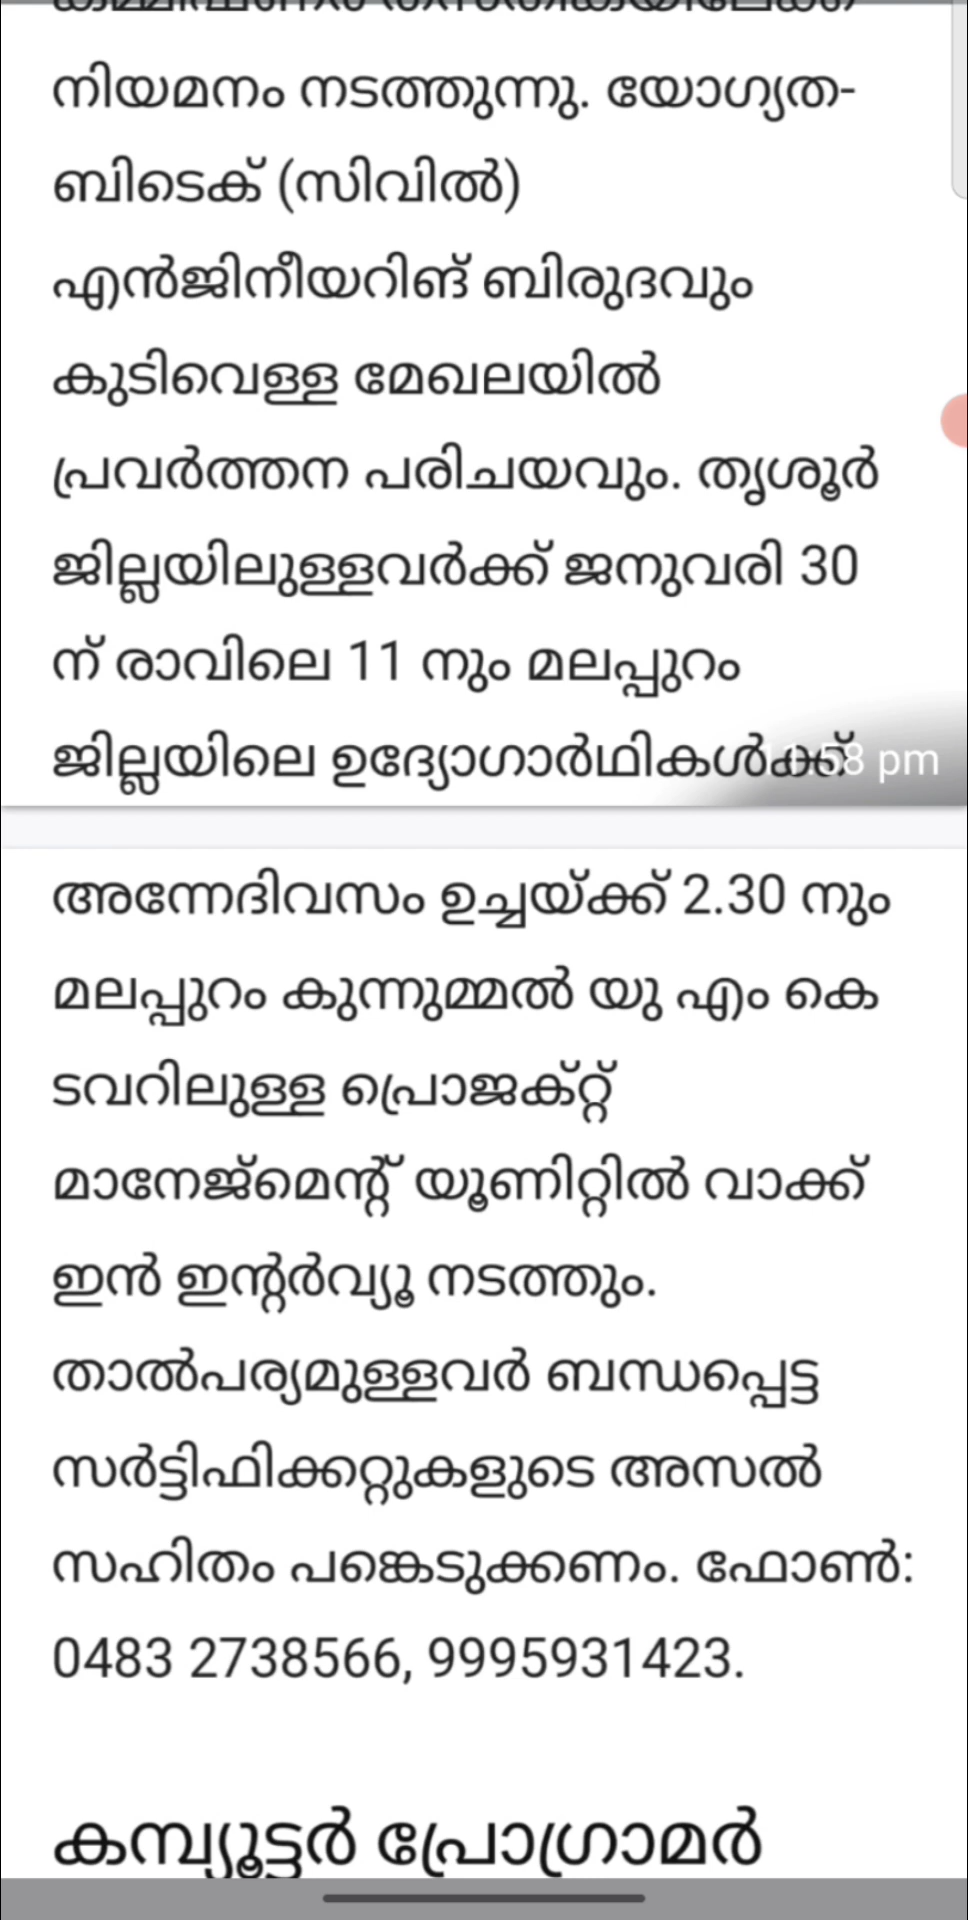 നിയമനം നടത്തുന്നു. യോഗ്യത-
ബിടെക് (സിവിൽ)
എൻജിനീയറിങ് ബിരുദവും
കുടിവെള്ള മേഖലയിൽ
പ്രവർത്തന പരിചയവും. തൃശൂർ
ജില്ലയിലുള്ളവർക്ക് ജനുവരി 30
ന് രാവിലെ 11 നും മലപ്പുറം
ജില്ലയിലെ ഉദ്യോഗാർഥികൾക്ക്
pm
അന്നേദിവസം ഉച്ചയ്ക്ക് 2.30 നും
മലപ്പുറം കുന്നുമ്മൽ യു എം കെ
ടവറിലുള്ള പ്രൊജക്റ്റ്
മാനേജ്മെന്റ് യൂണിറ്റിൽ വാക്ക്
ഇൻ ഇന്റർവ്യൂ നടത്തും.
താൽപര്യമുള്ളവർ ബന്ധപ്പെട്ട
സർട്ടിഫിക്കറ്റുകളുടെ അസൽ
സഹിതം പങ്കെടുക്കണം. ഫോൺ:
0483 2738566, 9995931423.
കമ്പ്യൂട്ടർ പ്രോഗ്രാമർ